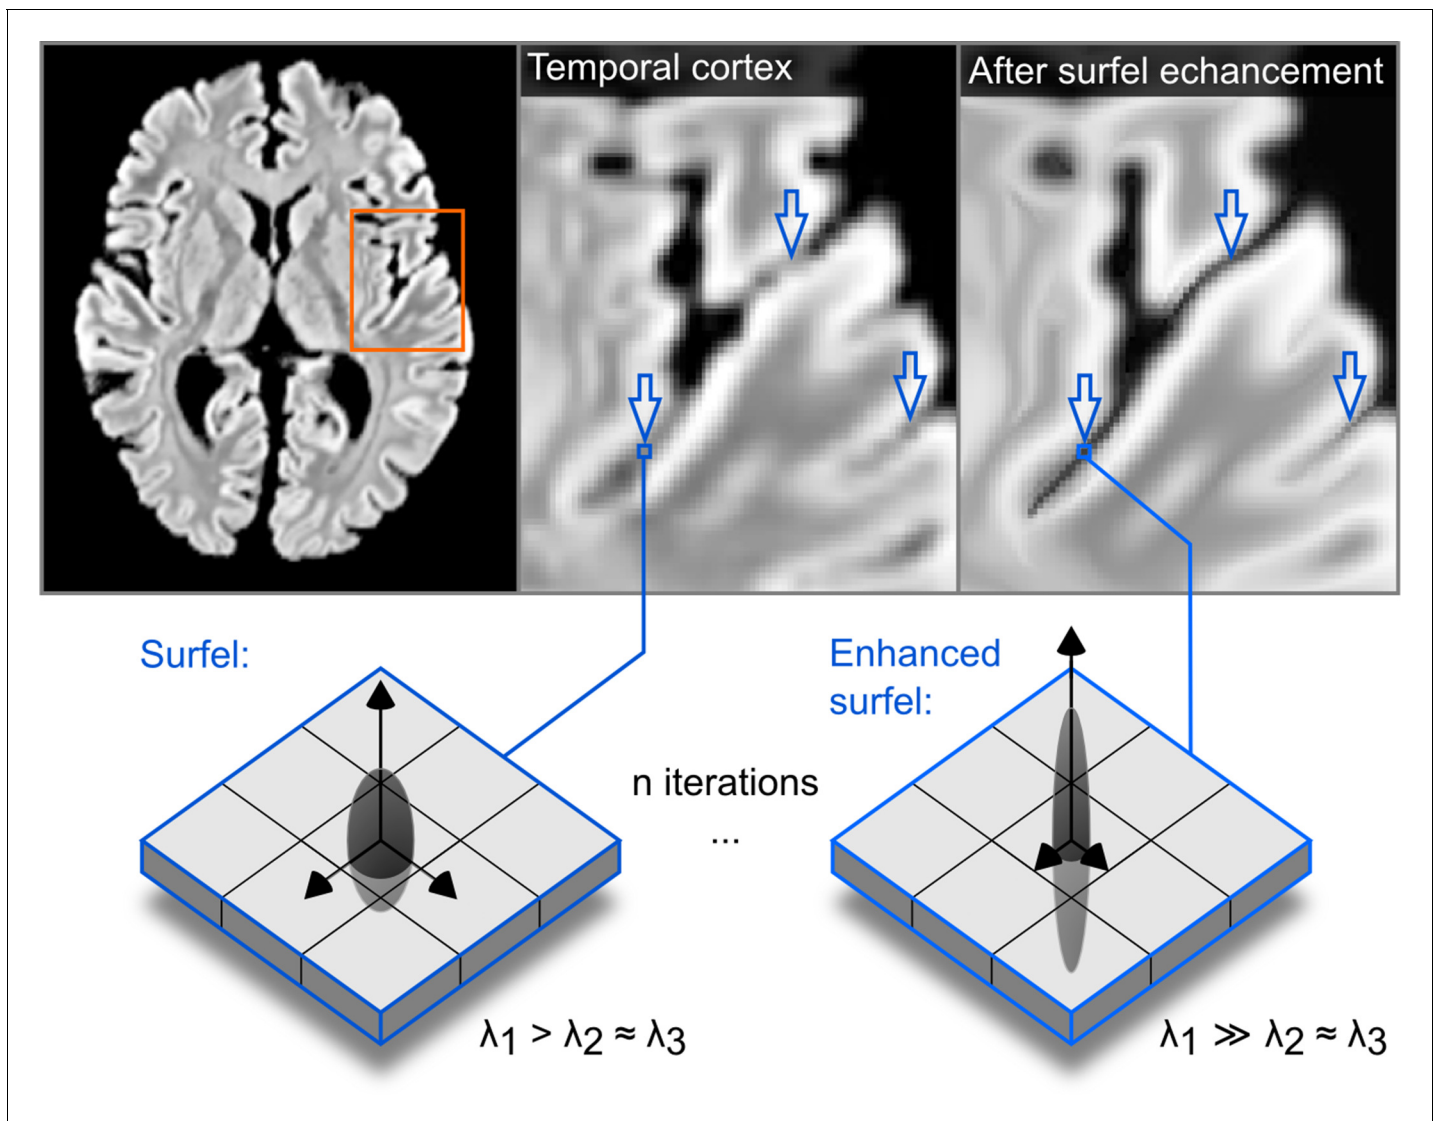 Temporal cortex
After surfel echancement
Surfel:
Enhanced
surfel:
n iterations
...
λ1 > λ2 ≈ λ3
λ1 ≫ λ2 ≈ λ3